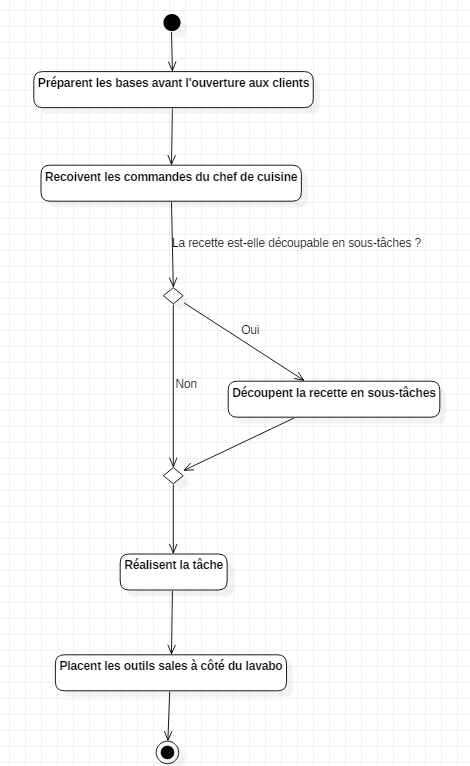 Préparent les bases avant l'ouverture aux clients
Recoivent les commandes du chef de cuisine
La recette est-elle découpable en sous-tâches ?
Oui
Non
Découpent la recette en sous-tâches
Réalisent la tâche
Placent les outils sales à côté du lavabo